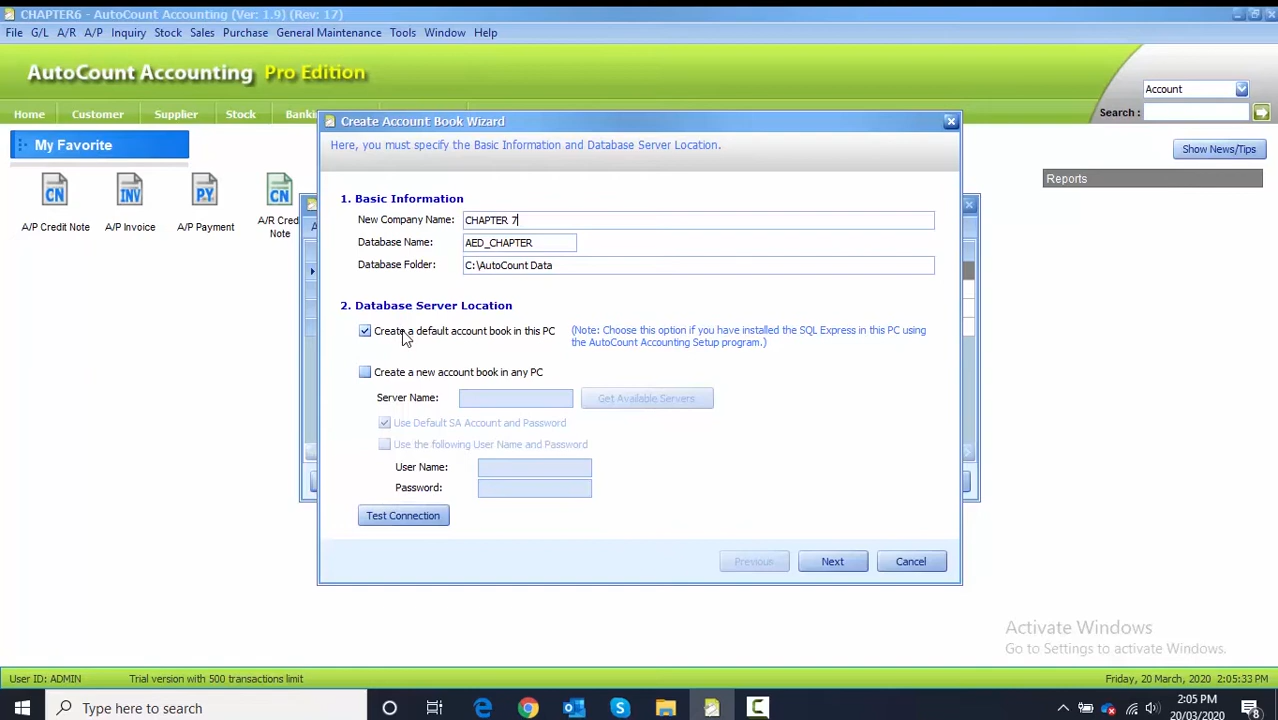 CHAPTER6 - AutoCount Accounting (Ver: 1.9) (Rev: 17)
File G/L A/R A/P Inquiry Stock Sales Purchase General Maintenance Tools Window Help
AutoCount Accounting Pro Edition
Account
Home Customer Supplier Stock
Search :
Create Account Book Wizard
My Favorite
Show News/Tips
Here, you must specify the Basic Information and Database Server Location.
Reports
CN INV PY CN
A/P Credit Note A/P Invoice A/P Payment
Note
1. Basic Information
New Company Name: CHAPTER 7
Database Name: AED_CHAPTER
Database Folder: C:\AutoCount Data
2. Database Server Location
Create a default account book in this PC
(Note: Choose this option if you have installed the SQL Express in this PC using
the AutoCount Accounting Setup program.)
Create a new account book in any PC
Server Name: Get Available Servers
Use Default SA Account and Password
Use the following User Name and Password
User Name:
Password:
Test Connection
Previous Next Cancel
Activate Windows
Go to Settings to activate Windows.
User ID: ADMIN Trial version with 500 transactions limit Friday, 20 March, 2020 2:05:33 PM
Type here to search
2:05 PM
20/03/2020
8